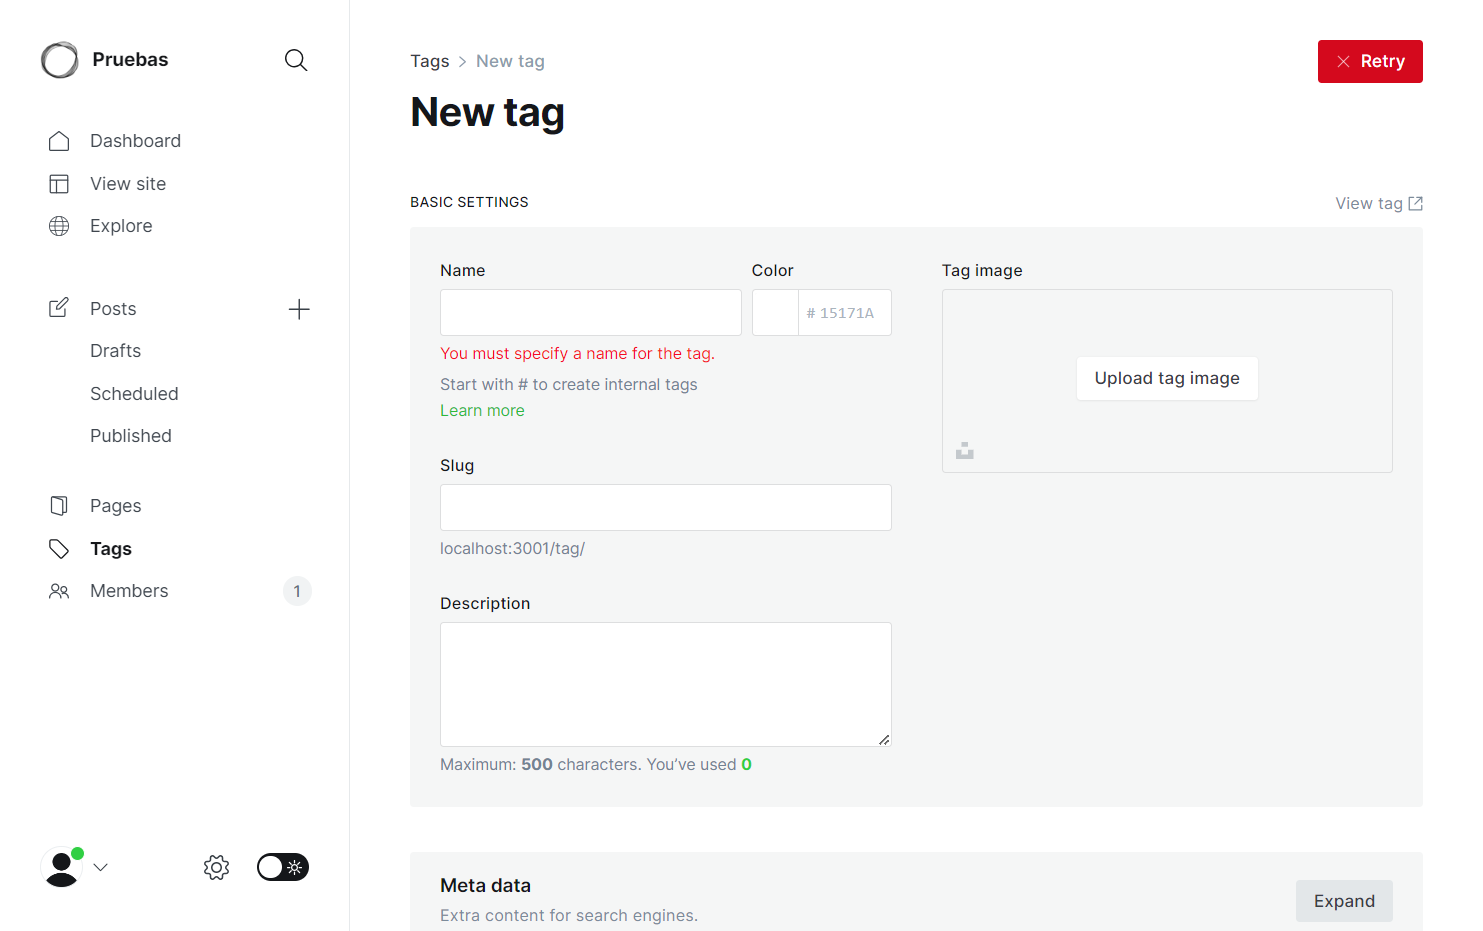 Pruebas
Dashboard
View site
Explore
Posts
Drafts
Scheduled
Published
Pages
Tags
Members
1
Tags > New tag
Retry
New tag
BASIC SETTINGS
View tag
Name
Color
# 15171A
You must specify a name for the tag.
Start with # to create internal tags
Learn more
Slug
localhost:3001/tag/
Description
Maximum: 500 characters. You’ve used 0
Tag image
Upload tag image
Meta data
Extra content for search engines.
Expand